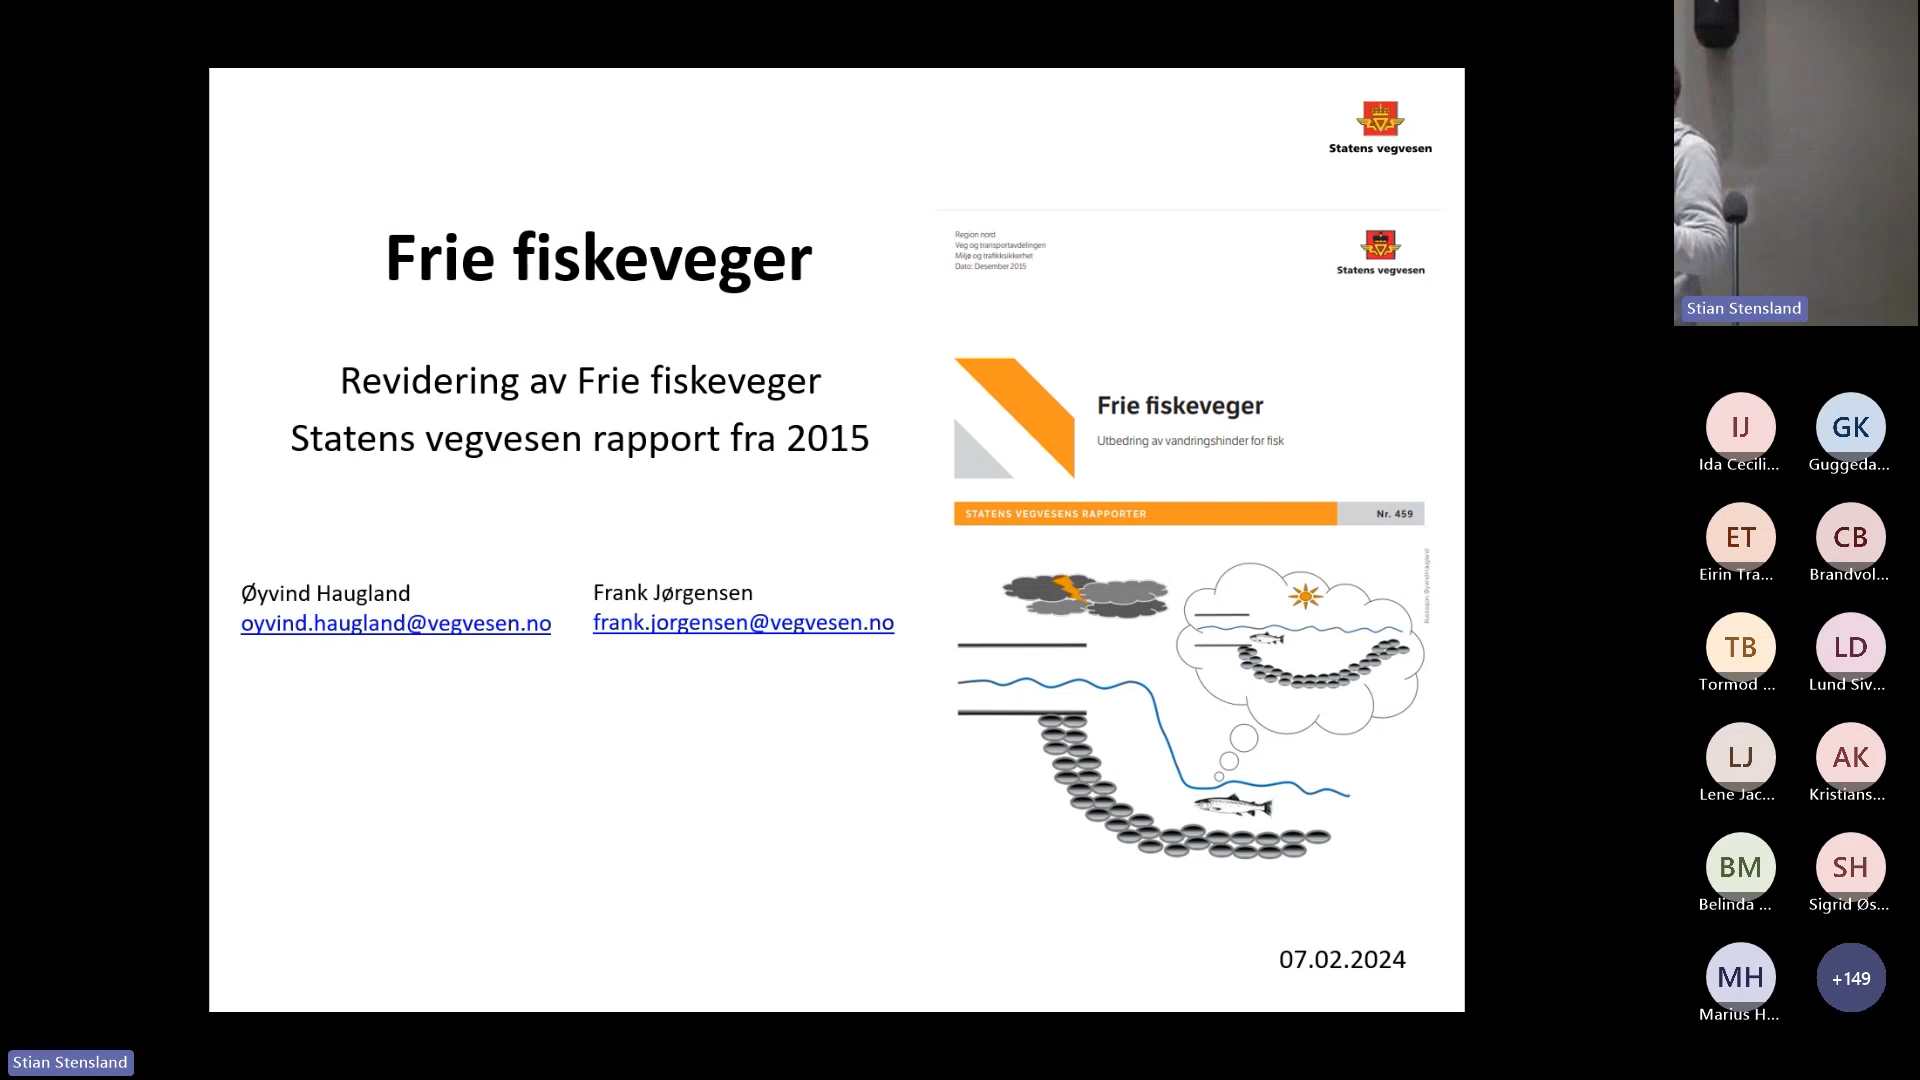 Statens vegvesen
Frie fiskeveger
Revidering av Frie fiskeveger
Statens vegvesen rapport fra 2015
Øyvind Haugland
oyvind.haugland@vegvesen.no
Frank Jørgensen
frank.jorgensen@vegvesen.no
Region nord
Veg og transportavdelingen
Miljø og trafikksikkerhet
Dato: Desember 2015
Statens vegvesen
Frie fiskeveger
Utbedring av vandringshinder for fisk
STATENS VEGVESENS RAPPORTER
Nr. 459
Illustrasjon: Øyvind Haugland
07.02.2024
Stian Stensland
IJ
Ida Cecili...
GK
Guggeda...
ET
Eirin Tra...
CB
Brandvol...
TB
Tormod ...
LD
Lund Siv...
LJ
Lene Jac...
AK
Kristians...
BM
Belinda ...
SH
Sigrid Øs...
MH
Marius H...
+149
Stian Stensland